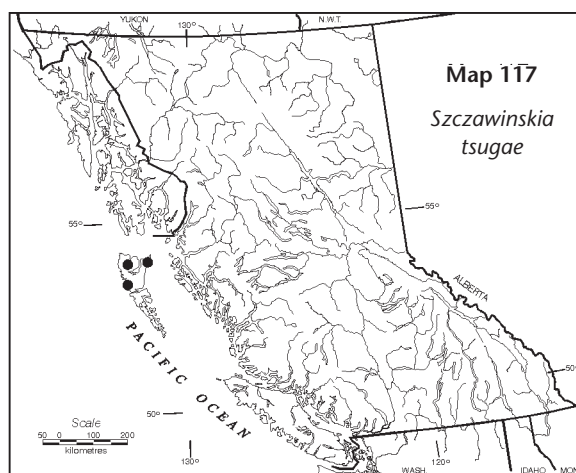 YUKON
130°
N.W.T.
Map 117
Szczawinskia
tsugae
55°
55°
ALBERTA
PACIFIC OCEAN
50°
50°
Scale
50 0 100 200
kilometres
130°
120°
WASH.
IDAHO
MON